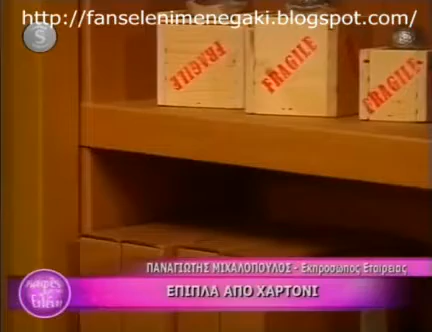 http://fanselenimenegaki.blogspot.com/
S
FRAGILE
FRAGILE
FRAGILE
ΠΑΝΑΓΙΩΤΗΣ ΜΙΧΑΛΟΠΟΥΛΟΣ - Εκπρόσωπος Εταιρείας
ΕΠΙΠΛΑ ΑΠΟ ΧΑΡΤΟΝΙ